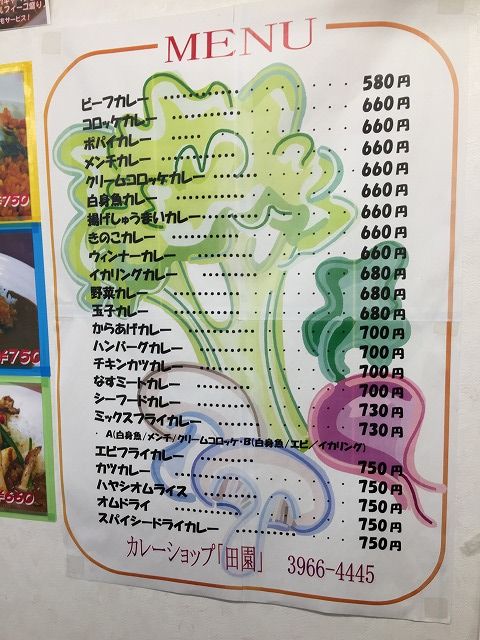 MENU
ビーフカレー 580円
コロッケカレー 660円
ポパイカレー 660円
メンチカレー 660円
クリームコロッケカレー 660円
白身魚カレー 660円
揚げしゅうまいカレー 660円
きのこカレー 660円
ウィンナーカレー 660円
イカリングカレー 680円
野菜カレー 680円
玉子カレー 680円
からあげカレー 700円
ハンバーグカレー 700円
チキンカツカレー 700円
なすミートカレー 700円
シーフードカレー 730円
ミックスフライカレー 730円
A(白身魚/メンチ/クリームコロッケ・B(白身魚/エビ/イカリング)
エビフライカレー 750円
カツカレー 750円
ハヤシオムライス 750円
オムドライ 750円
スパイシードライカレー 750円
カレーショップ「田園」 3966-4445
¥750
¥750
¥550